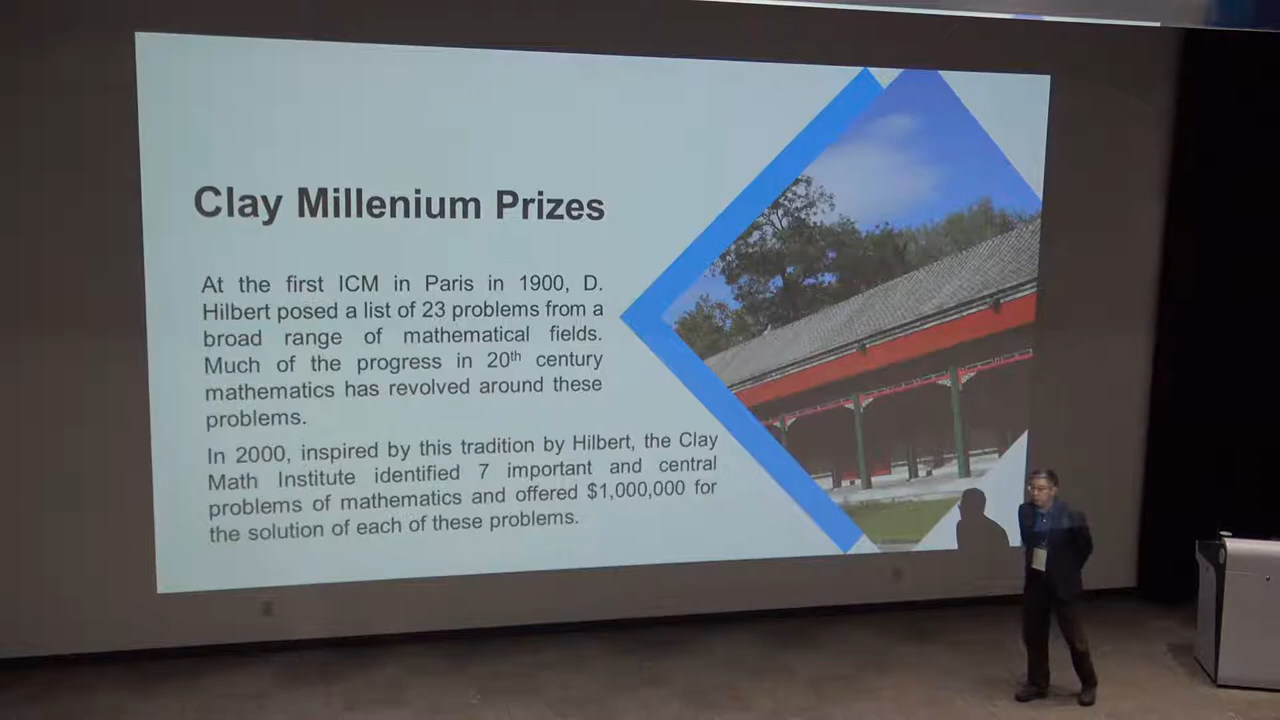 Clay Millenium Prizes
At the first ICM in Paris in 1900, D.
Hilbert posed a list of 23 problems from a
broad range of mathematical fields.
Much of the progress in 20th century
mathematics has revolved around these
problems.
In 2000, inspired by this tradition by Hilbert, the Clay
Math Institute identified 7 important and central
problems of mathematics and offered $1,000,000 for
the solution of each of these problems.